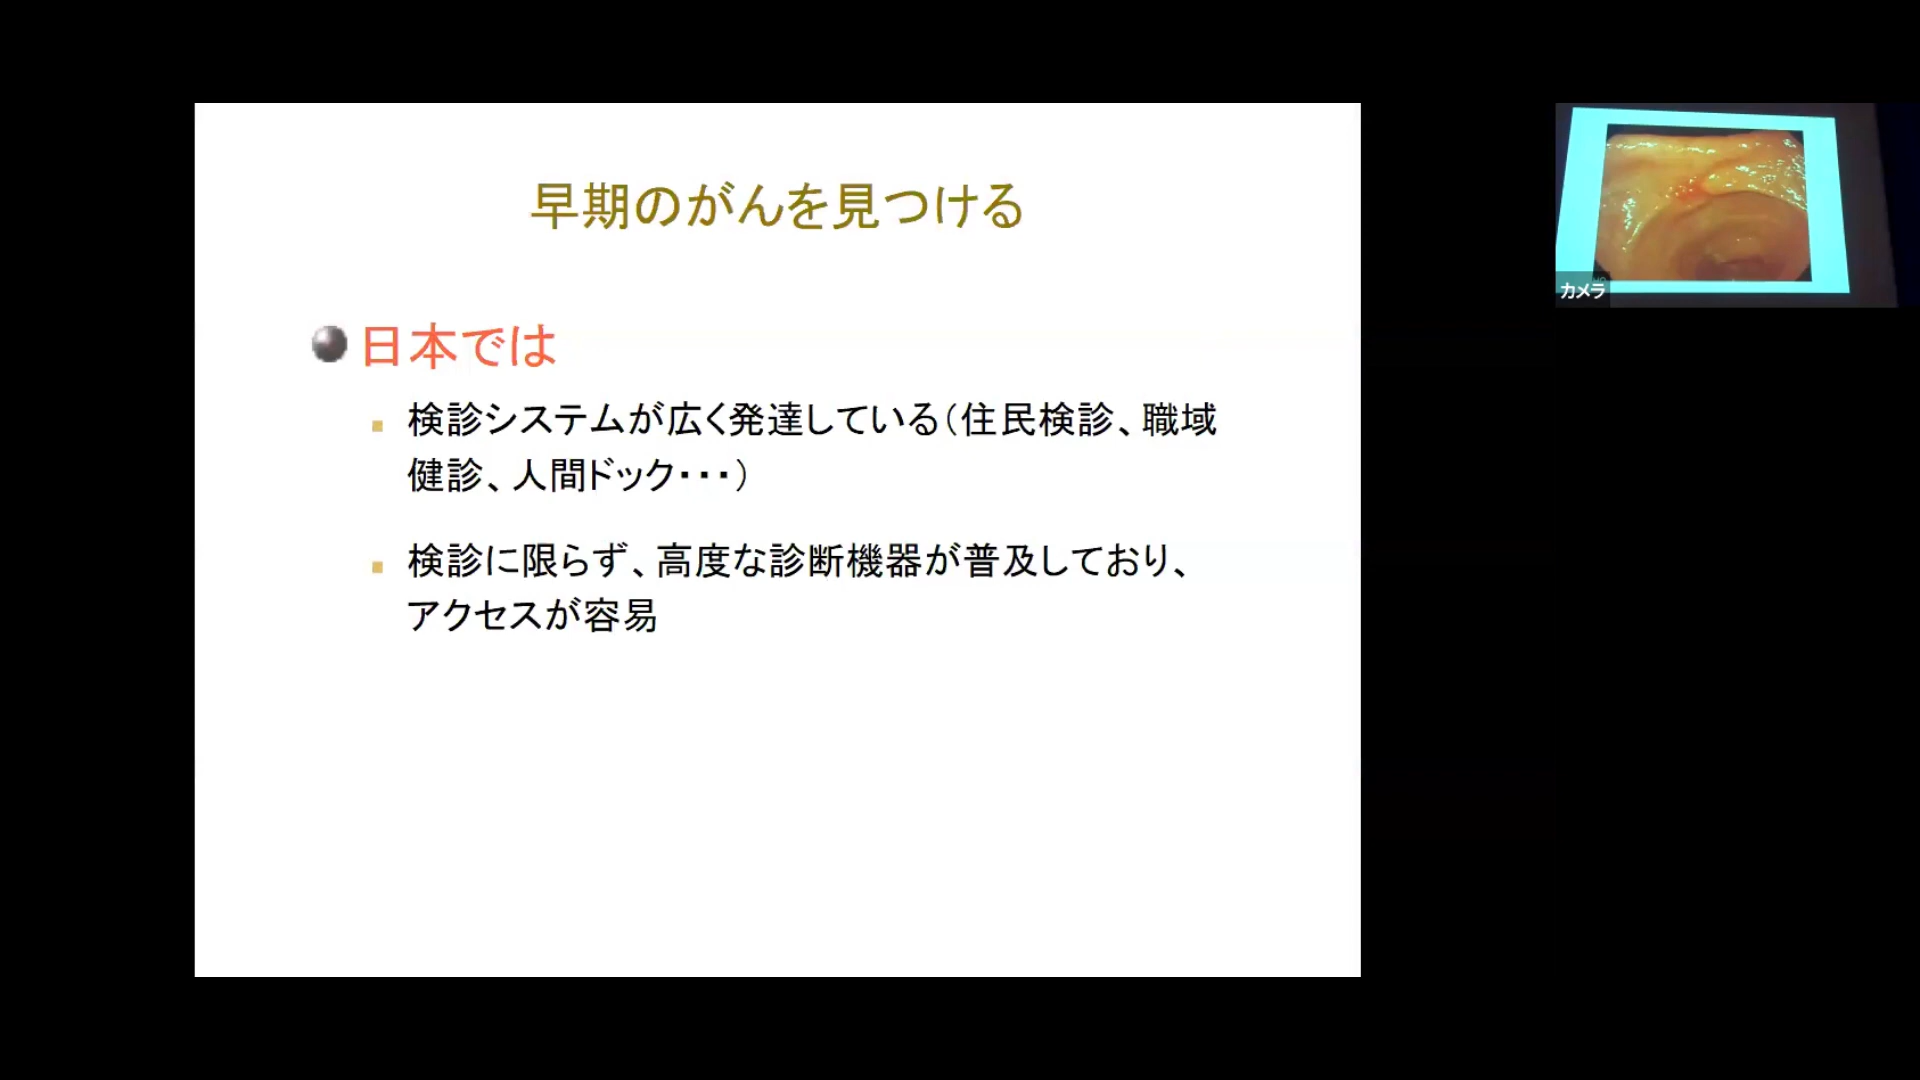 早期のがんを見つける
日本では
検診システムが広く発達している（住民検診、職域
健診、人間ドック・・・）
検診に限らず、高度な診断機器が普及しており、
アクセスが容易
カメラ